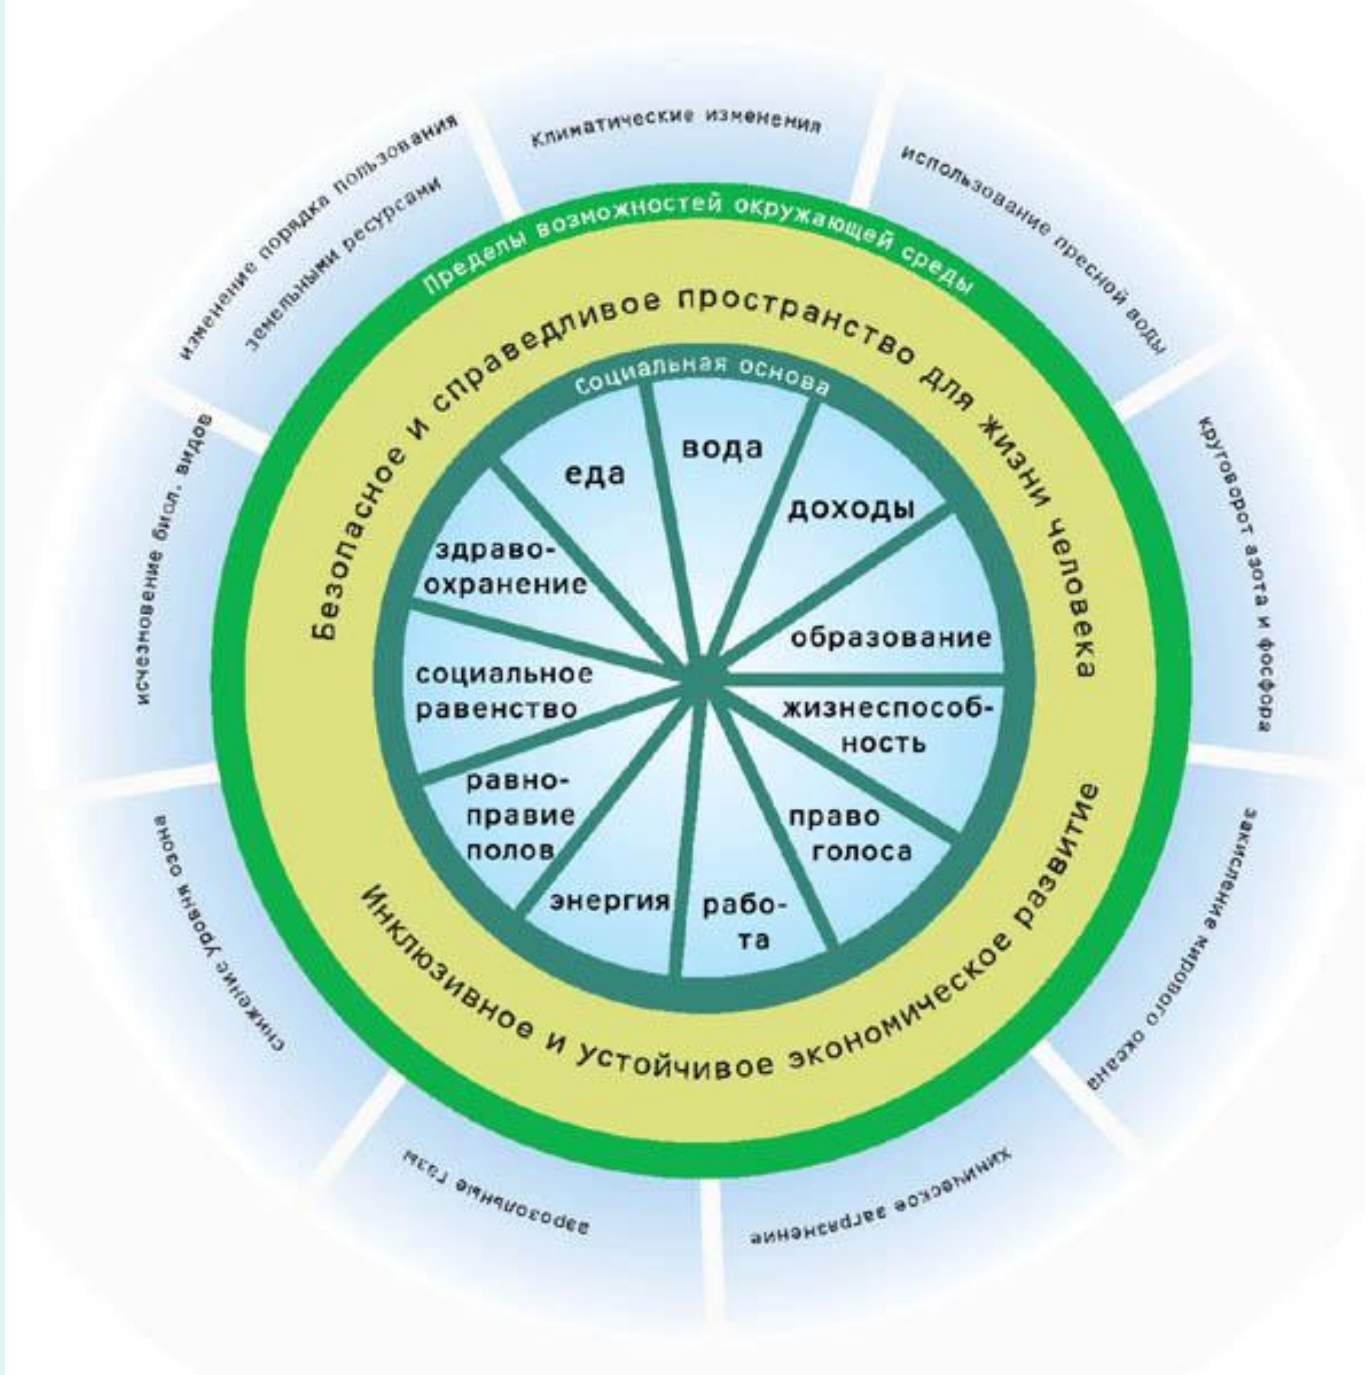 Климатические изменения
использование пресной воды
круговорот азота и фосфора
закисление мирового океана
химическое загрязнение
аэрозольные газы
снижение уровня озона
исчезновение биол. видов
изменение порядка пользования
земельными ресурсами
Пределы возможностей окружающей среды
Безопасное и справедливое пространство для жизни человека
Инклюзивное и устойчивое экономическое развитие
Социальная основа
вода
доходы
образование
жизнеспособ-
ность
право
голоса
рабо-
та
энергия
равно-
правие
полов
социальное
равенство
здраво-
охранение
еда